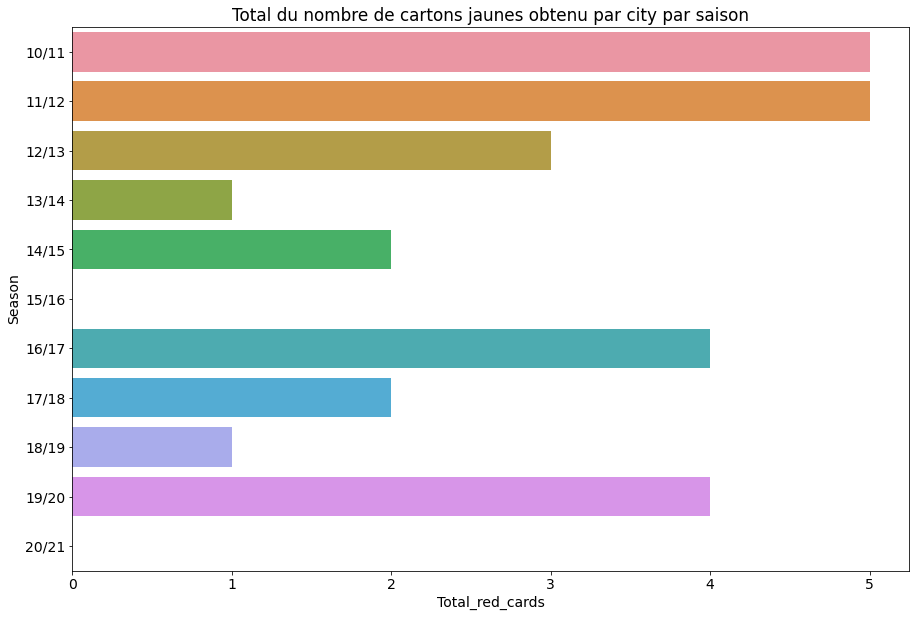 Total du nombre de cartons jaunes obtenu par city par saison
10/11
11/12
12/13
13/14
14/15
15/16
16/17
17/18
18/19
19/20
20/21
Season
0 1 2 3 4 5
Total_red_cards